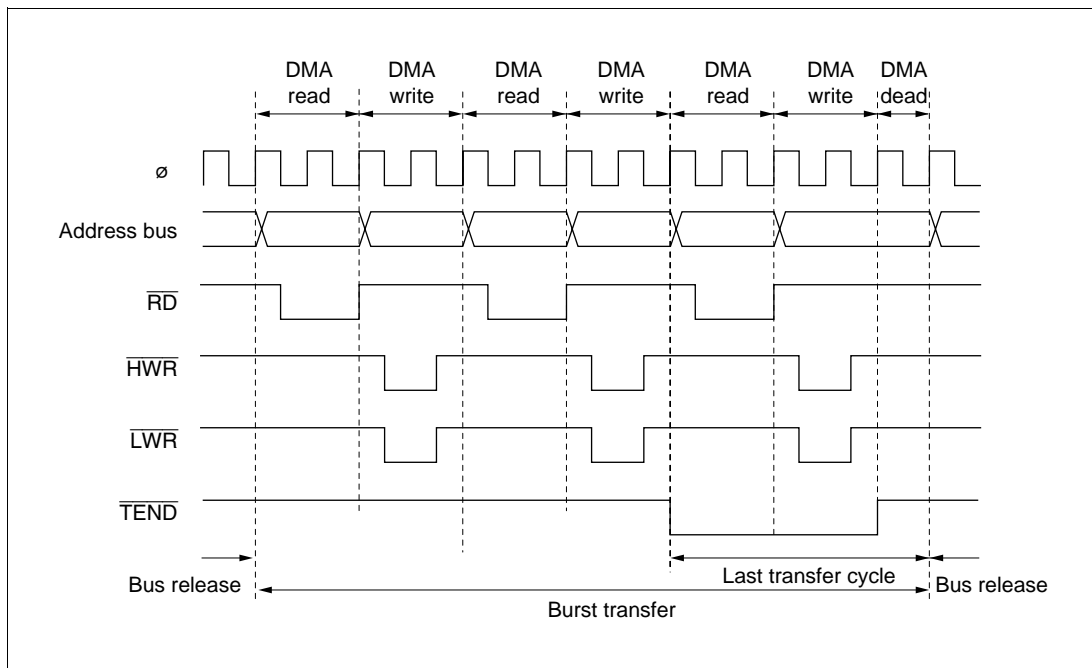 DMA read
DMA write
DMA read
DMA write
DMA read
DMA write
DMA dead
ø
Address bus
RD
HWR
LWR
TEND
Bus release
Last transfer cycle
Bus release
Burst transfer